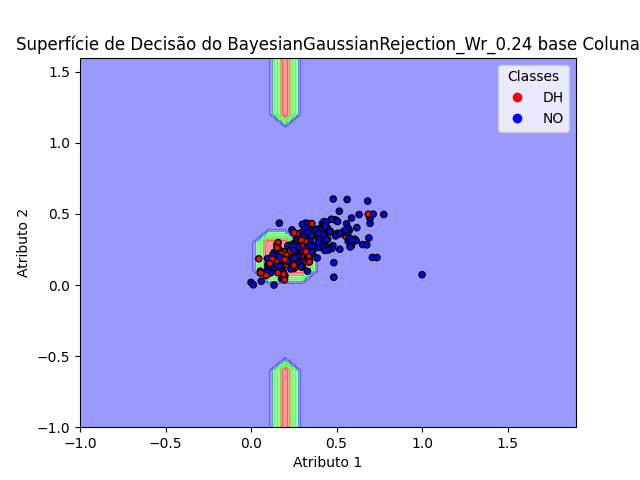 Superfície de Decisão do BayesianGaussianRejection_Wr_0.24 base Coluna
1.5
1.0
0.5
0.0
−0.5
−1.0
Atributo 2
Classes
DH
NO
−1.0 −0.5 0.0 0.5 1.0 1.5
Atributo 1